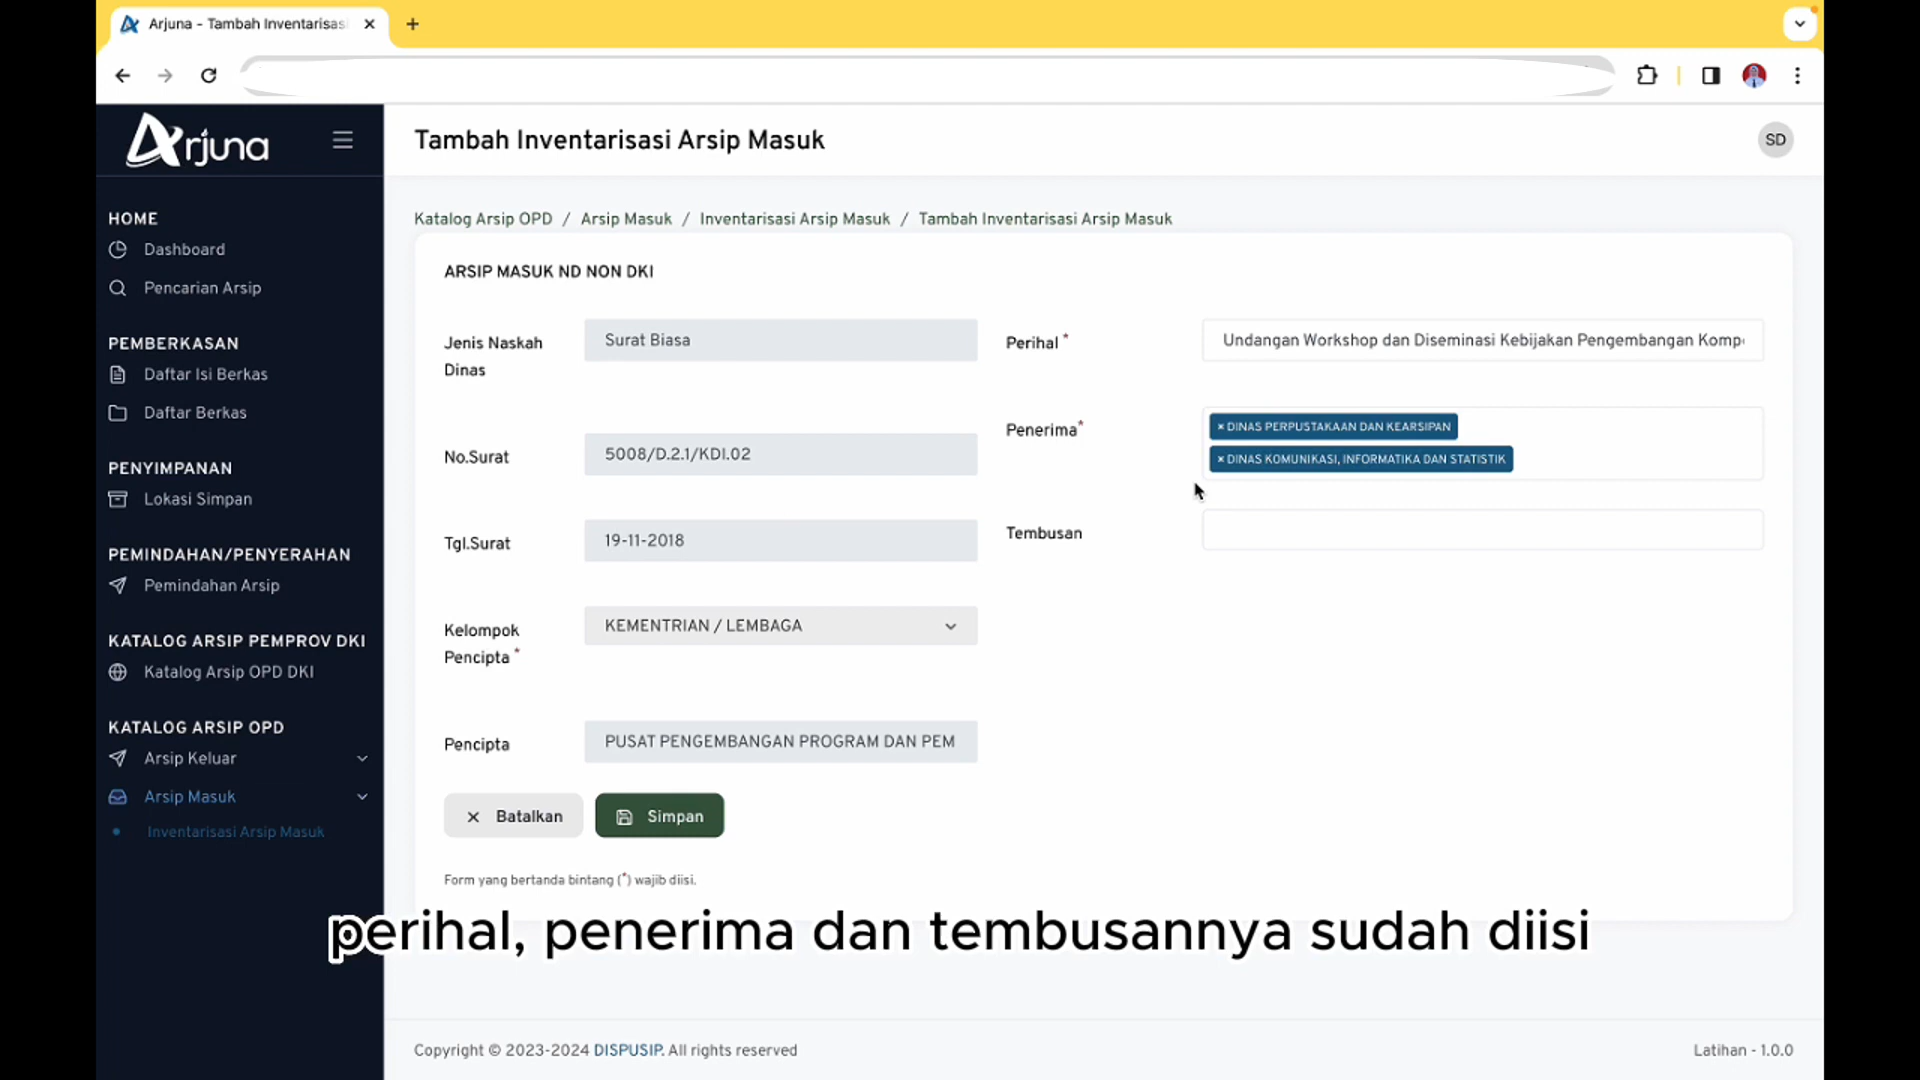 Arjuna - Tambah Inventarisas
Arjuna
Tambah Inventarisasi Arsip Masuk
SD
HOME
Dashboard
Pencarian Arsip
PEMBERKASAN
Daftar Isi Berkas
Daftar Berkas
PENYIMPANAN
Lokasi Simpan
PEMINDAHAN/PENYERAHAN
Pemindahan Arsip
KATALOG ARSIP PEMPROV DKI
Katalog Arsip OPD DKI
KATALOG ARSIP OPD
Arsip Keluar
Arsip Masuk
Inventarisasi Arsip Masuk
Katalog Arsip OPD / Arsip Masuk / Inventarisasi Arsip Masuk / Tambah Inventarisasi Arsip Masuk
ARSIP MASUK ND NON DKI
Jenis Naskah
Dinas
Surat Biasa
No.Surat
5008/D.2.1/KDI.02
Tgl.Surat
19-11-2018
Kelompok
Pencipta *
KEMENTRIAN / LEMBAGA
Pencipta
PUSAT PENGEMBANGAN PROGRAM DAN PEM
Perihal *
Undangan Workshop dan Diseminasi Kebijakan Pengembangan Komp
Penerima*
× DINAS PERPUSTAKAAN DAN KEARSIPAN
× DINAS KOMUNIKASI, INFORMATIKA DAN STATISTIK
Tembusan
Batalkan
Simpan
Form yang bertanda bintang (*) wajib diisi.
perihal, penerima dan tembusannya sudah diisi
Copyright © 2023-2024 DISPUSIP. All rights reserved
Latihan - 1.0.0